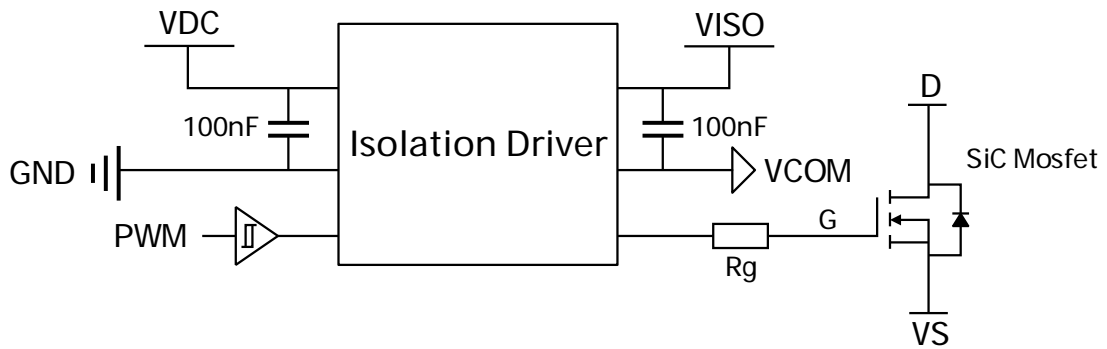 VDC
VISO
D
100nF
Isolation Driver
100nF
SiC Mosfet
GND
VCOM
PWM
G
Rg
VS